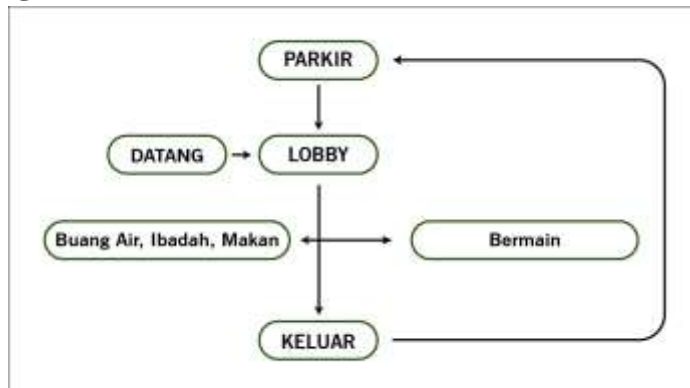 PARKIR
DATANG
LOBBY
Buang Air, Ibadah, Makan
Bermain
KELUAR